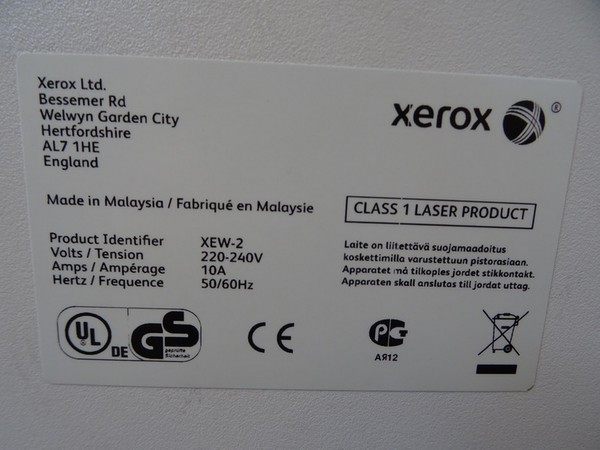 Xerox Ltd.
Bessemer Rd
Welwyn Garden City
Hertfordshire
AL7 1HE
England
xerox ®
Made in Malaysia / Fabriqué en Malaysie
CLASS 1 LASER PRODUCT
Product Identifier XEW-2
Volts / Tension 220-240V
Amps / Ampérage 10A
Hertz / Frequence 50/60Hz
Laite on liitettävä suojamaadoitus
koskettimilla varustettuun pistorasiaan.
Apparatet må tilkoples jordet stikkontakt.
Apparaten skall anslutas till jordat uttag.
UL DE GS
geprüfte
Sicherheit
CE
PG
АЯ12